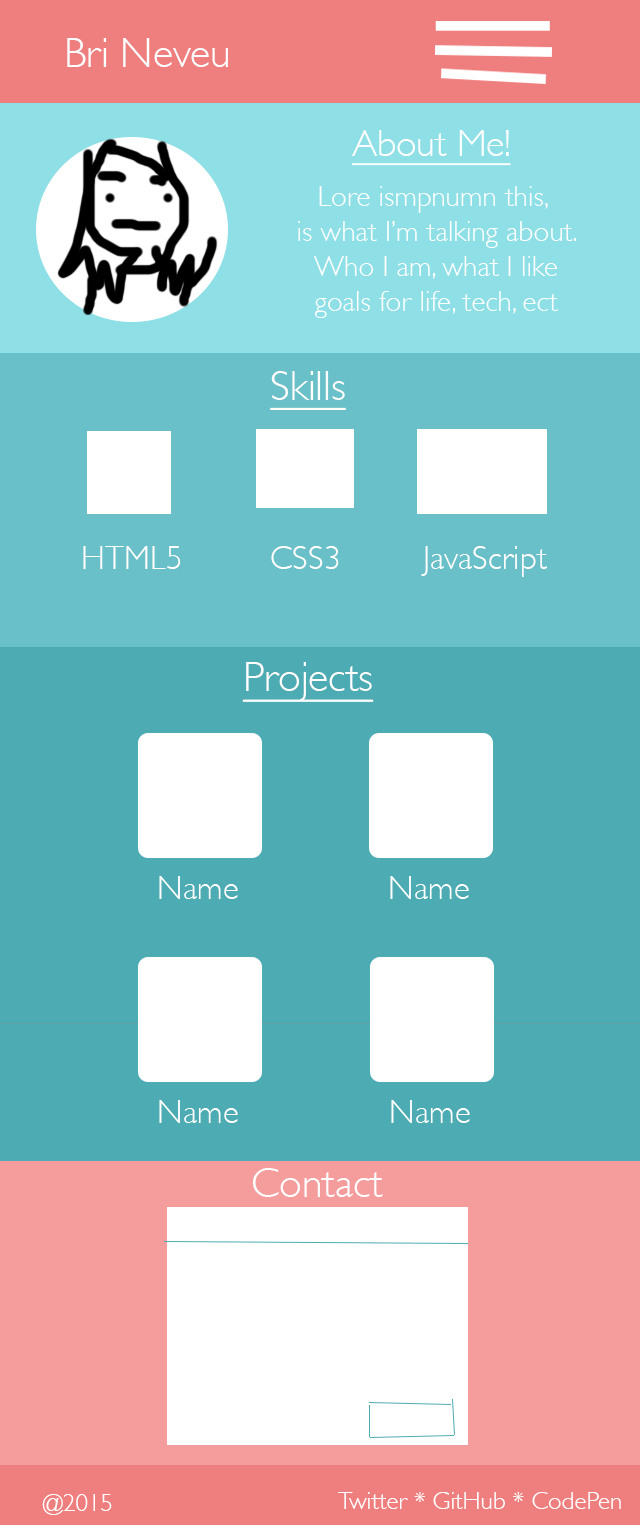 Bri Neveu
About Me!
Lore ismpnumn this,
is what I'm talking about.
Who I am, what I like
goals for life, tech, ect
Skills
HTML5 CSS3 JavaScript
Projects
Name Name
Name Name
Contact
@2015 Twitter * GitHub * CodePen